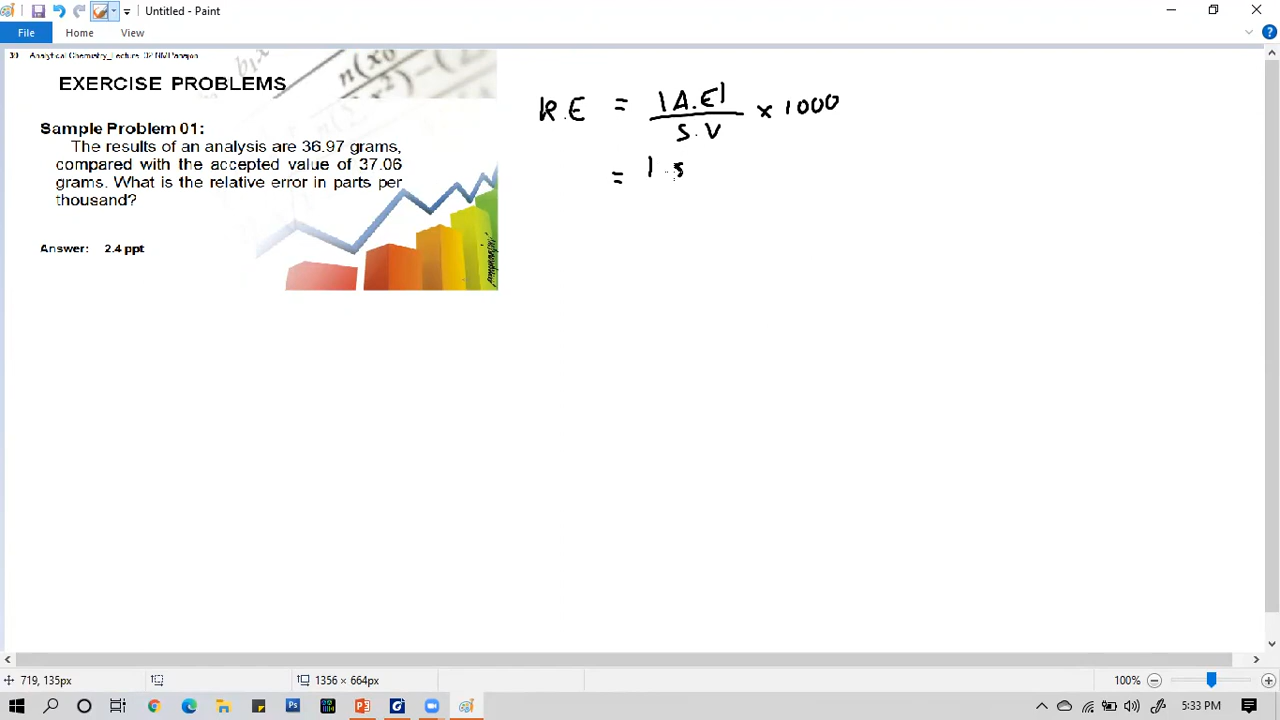 Untitled - Paint
File
Home
View
Analytical Chemistry_Lecture
EXERCISE PROBLEMS
Sample Problem 01:
The results of an analysis are 36.97 grams,
compared with the accepted value of 37.06
grams. What is the relative error in parts per
thousand?
Answer: 2.4 ppt
R.E = |A.E| / S.V × 1000
= | s
719, 135px
1356 × 664px
100%
5:33 PM